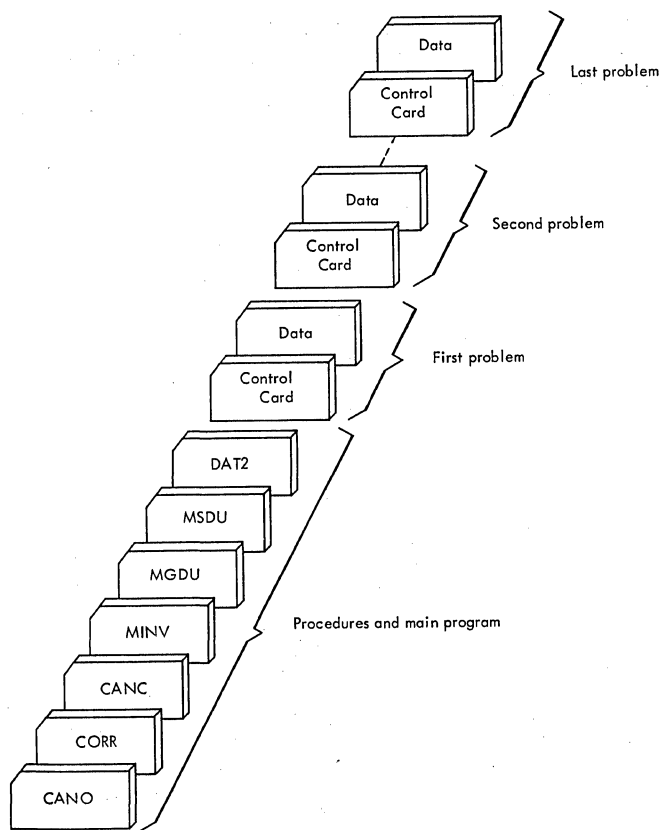 Data
Control
Card
Last problem
Data
Control
Card
Second problem
Data
Control
Card
First problem
DAT2
MSDU
MGDU
MINV
CANC
CORR
CANO
Procedures and main program